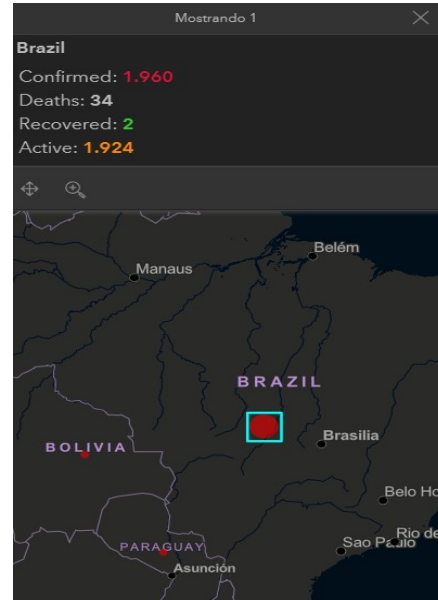 Mostrando 1
Brazil
Confirmed: 1.960
Deaths: 34
Recovered: 2
Active: 1.924
Belém
Manaus
BRAZIL
Brasilia
BOLIVIA
Belo Ho
Rio de
Sao Paulo
PARAGUAY
Asunción